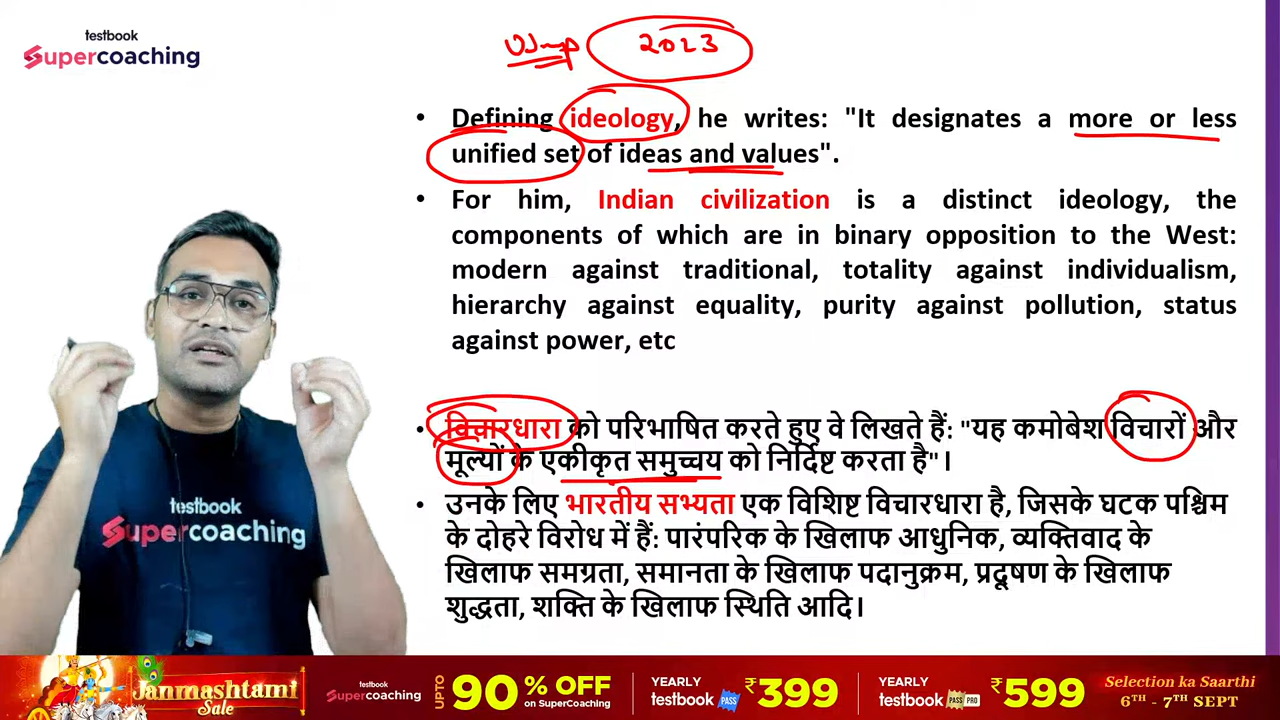 testbook
Supercoaching
2023
Defining ideology, he writes: "It designates a more or less
unified set of ideas and values".
For him, Indian civilization is a distinct ideology, the
components of which are in binary opposition to the West:
modern against traditional, totality against individualism,
hierarchy against equality, purity against pollution, status
against power, etc
विचारधारा को परिभाषित करते हुए वे लिखते हैं: "यह कमोबेश विचारों और
मूल्यों के एकीकृत समुच्चय को निर्दिष्ट करता है"।
उनके लिए भारतीय सभ्यता एक विशिष्ट विचारधारा है, जिसके घटक पश्चिम
के दोहरे विरोध में हैं: पारंपरिक के खिलाफ आधुनिक, व्यक्तिवाद के
खिलाफ समग्रता, समानता के खिलाफ पदानुक्रम, प्रदूषण के खिलाफ
शुद्धता, शक्ति के खिलाफ स्थिति आदि।
testbook
Supercoaching
Janmashtami
Sale
testbook
Supercoaching
UPTO 90% OFF
on SuperCoaching
YEARLY
testbook PASS ₹399
YEARLY
testbook PASS PRO ₹599
Selection ka Saarthi
6TH - 7TH SEPT